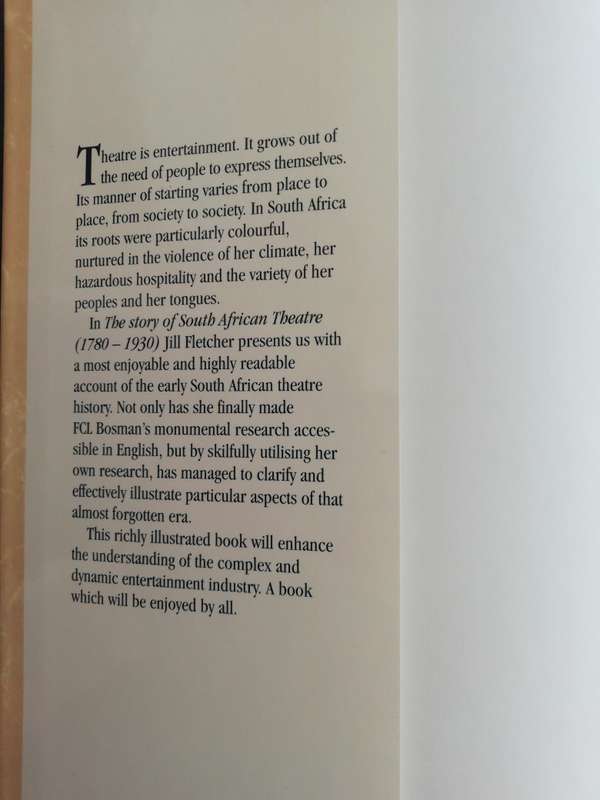 Theatre is entertainment. It grows out of
the need of people to express themselves.
Its manner of starting varies from place to
place, from society to society. In South Africa
its roots were particularly colourful,
nurtured in the violence of her climate, her
hazardous hospitality and the variety of her
peoples and her tongues.
In The story of South African Theatre
(1780 – 1930) Jill Fletcher presents us with
a most enjoyable and highly readable
account of the early South African theatre
history. Not only has she finally made
FCL Bosman's monumental research acces-
sible in English, but by skilfully utilising her
own research, has managed to clarify and
effectively illustrate particular aspects of that
almost forgotten era.
This richly illustrated book will enhance
the understanding of the complex and
dynamic entertainment industry. A book
which will be enjoyed by all.